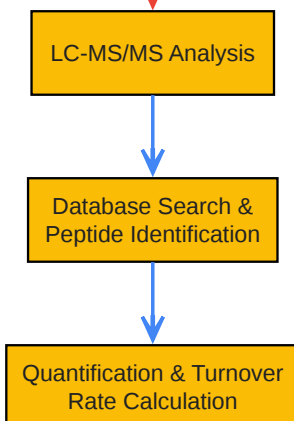 LC-MS/MS Analysis
Database Search &
Peptide Identification
Quantification & Turnover
Rate Calculation